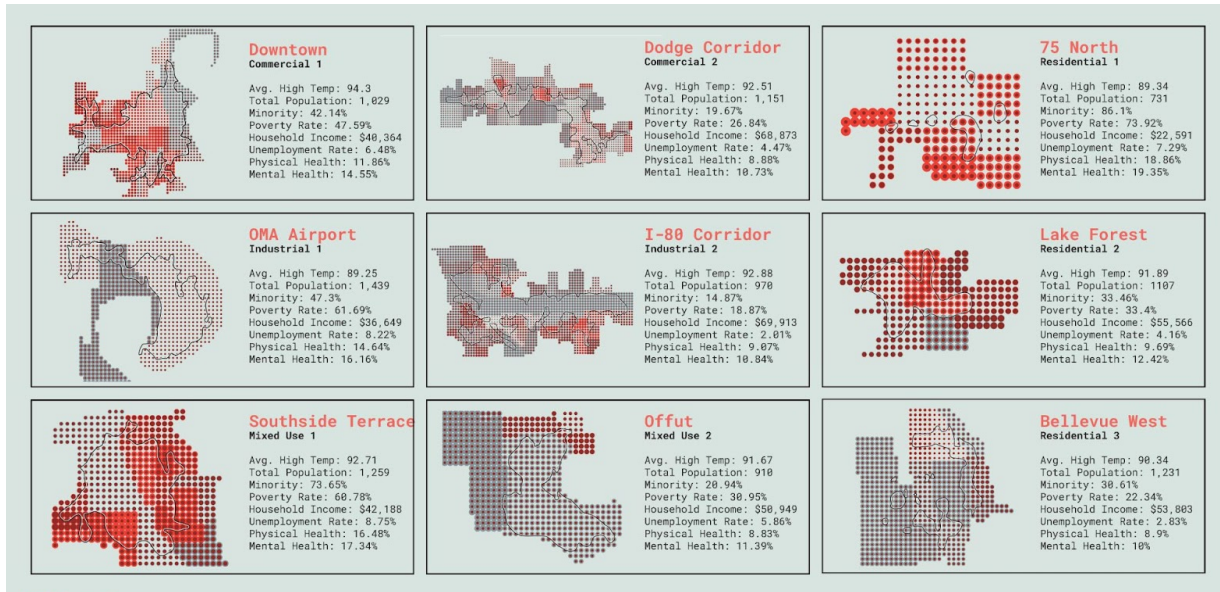 Downtown
Commercial 1
Avg. High Temp: 94.3
Total Population: 1,029
Minority: 42.14%
Poverty Rate: 47.59%
Household Income: $40,364
Unemployment Rate: 6.48%
Physical Health: 11.86%
Mental Health: 14.55%
Dodge Corridor
Commercial 2
Avg. High Temp: 92.51
Total Population: 1,151
Minority: 19.67%
Poverty Rate: 26.84%
Household Income: $68,873
Unemployment Rate: 4.47%
Physical Health: 8.88%
Mental Health: 10.73%
75 North
Residential 1
Avg. High Temp: 89.34
Total Population: 731
Minority: 86.1%
Poverty Rate: 73.92%
Household Income: $22,591
Unemployment Rate: 7.29%
Physical Health: 18.86%
Mental Health: 19.35%
OMA Airport
Industrial 1
Avg. High Temp: 89.25
Total Population: 1,439
Minority: 47.3%
Poverty Rate: 61.69%
Household Income: $36,649
Unemployment Rate: 8.22%
Physical Health: 14.64%
Mental Health: 16.16%
I-80 Corridor
Industrial 2
Avg. High Temp: 92.88
Total Population: 970
Minority: 14.87%
Poverty Rate: 18.87%
Household Income: $69,913
Unemployment Rate: 2.01%
Physical Health: 9.07%
Mental Health: 10.84%
Lake Forest
Residential 2
Avg. High Temp: 91.89
Total Population: 1107
Minority: 33.46%
Poverty Rate: 33.4%
Household Income: $55,566
Unemployment Rate: 4.16%
Physical Health: 9.69%
Mental Health: 12.42%
Southside Terrace
Mixed Use 1
Avg. High Temp: 92.71
Total Population: 1,259
Minority: 73.65%
Poverty Rate: 60.78%
Household Income: $42,188
Unemployment Rate: 8.75%
Physical Health: 16.48%
Mental Health: 17.34%
Offut
Mixed Use 2
Avg. High Temp: 91.67
Total Population: 910
Minority: 20.94%
Poverty Rate: 30.95%
Household Income: $50,949
Unemployment Rate: 5.86%
Physical Health: 8.83%
Mental Health: 11.39%
Bellevue West
Residential 3
Avg. High Temp: 90.34
Total Population: 1,231
Minority: 30.61%
Poverty Rate: 22.34%
Household Income: $53,803
Unemployment Rate: 2.83%
Physical Health: 8.9%
Mental Health: 10%